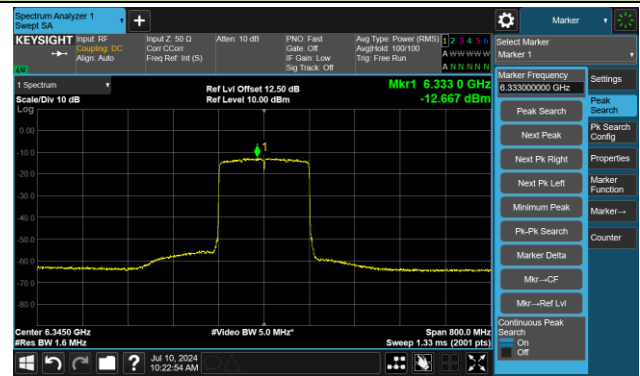 Spectrum Analyzer 1
Swept SA
Marker
KEYSIGHT
Input: RF
Coupling: DC
Align: Auto
Input Z: 50 Ω
Corr CCorr
Freq Ref: Int (S)
Atten: 10 dB
PNO: Fast
Gate: Off
IF Gain: Low
Sig Track: Off
Avg Type: Power (RMS)
Avg|Hold: 100/100
Trig: Free Run
1 2 3 4 5 6
A W W W W W
A N N N N N
Select Marker
Marker 1
1 Spectrum
Scale/Div 10 dB
Log
Ref Lvl Offset 12.50 dB
Ref Level 10.00 dBm
Mkr1 6.333 0 GHz
-12.667 dBm
0.00
-10.0
-20.0
-30.0
-40.0
-50.0
-60.0
-70.0
-80.0
1
Center 6.3450 GHz
#Res BW 1.6 MHz
#Video BW 5.0 MHz*
Span 800.0 MHz
Sweep 1.33 ms (2001 pts)
Marker Frequency
6.333000000 GHz
Peak Search
Next Peak
Next Pk Right
Next Pk Left
Minimum Peak
Pk-Pk Search
Marker Delta
Mkr→CF
Mkr→Ref Lvl
Continuous Peak
Search
On
Off
Settings
Peak
Search
Pk Search
Config
Properties
Marker
Function
Marker→
Counter
?
Jul 10, 2024
10:22:54 AM